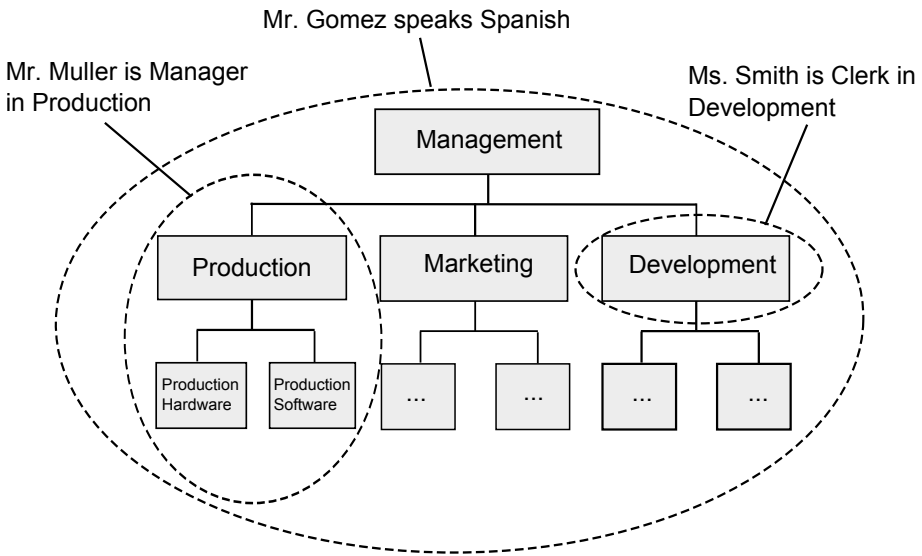 Mr. Gomez speaks Spanish
Mr. Muller is Manager
in Production
Ms. Smith is Clerk in
Development
Management
Production
Marketing
Development
Production
Hardware
Production
Software
...
...
...
...